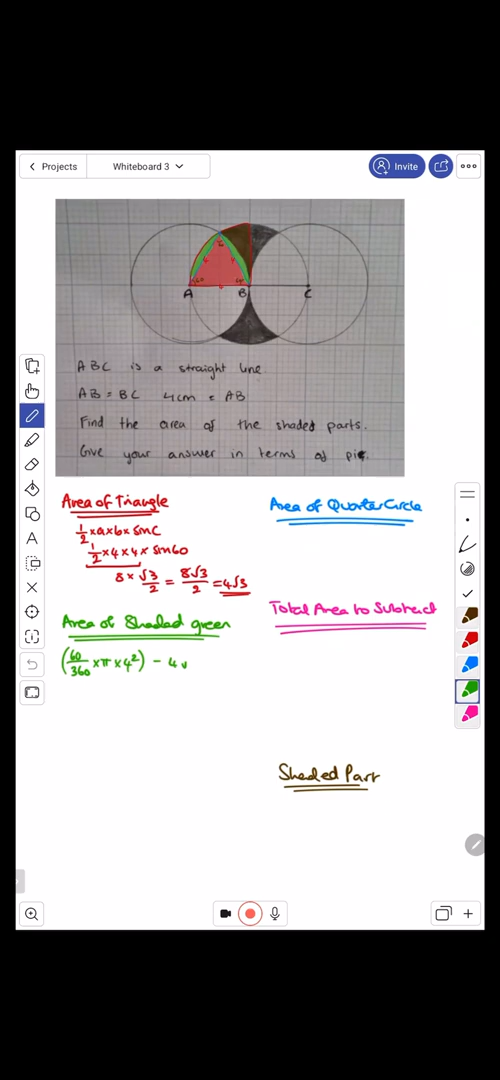 Projects
Whiteboard 3
Invite
60
A
B
C
ABC is a straight line
AB = BC 4cm = AB
Find the area of the shaded parts.
Give your answer in terms of pi.
Area of Triangle
½ × a × b × sinC
½ × 4 × 4 × sin60
8 × √3/2 = 8√3/2 = 4√3
Area of Shaded green
(60/360 × π × 4²) - 4
Area of Quarter Circle
Total Area to Subtract
Shaded Part
A